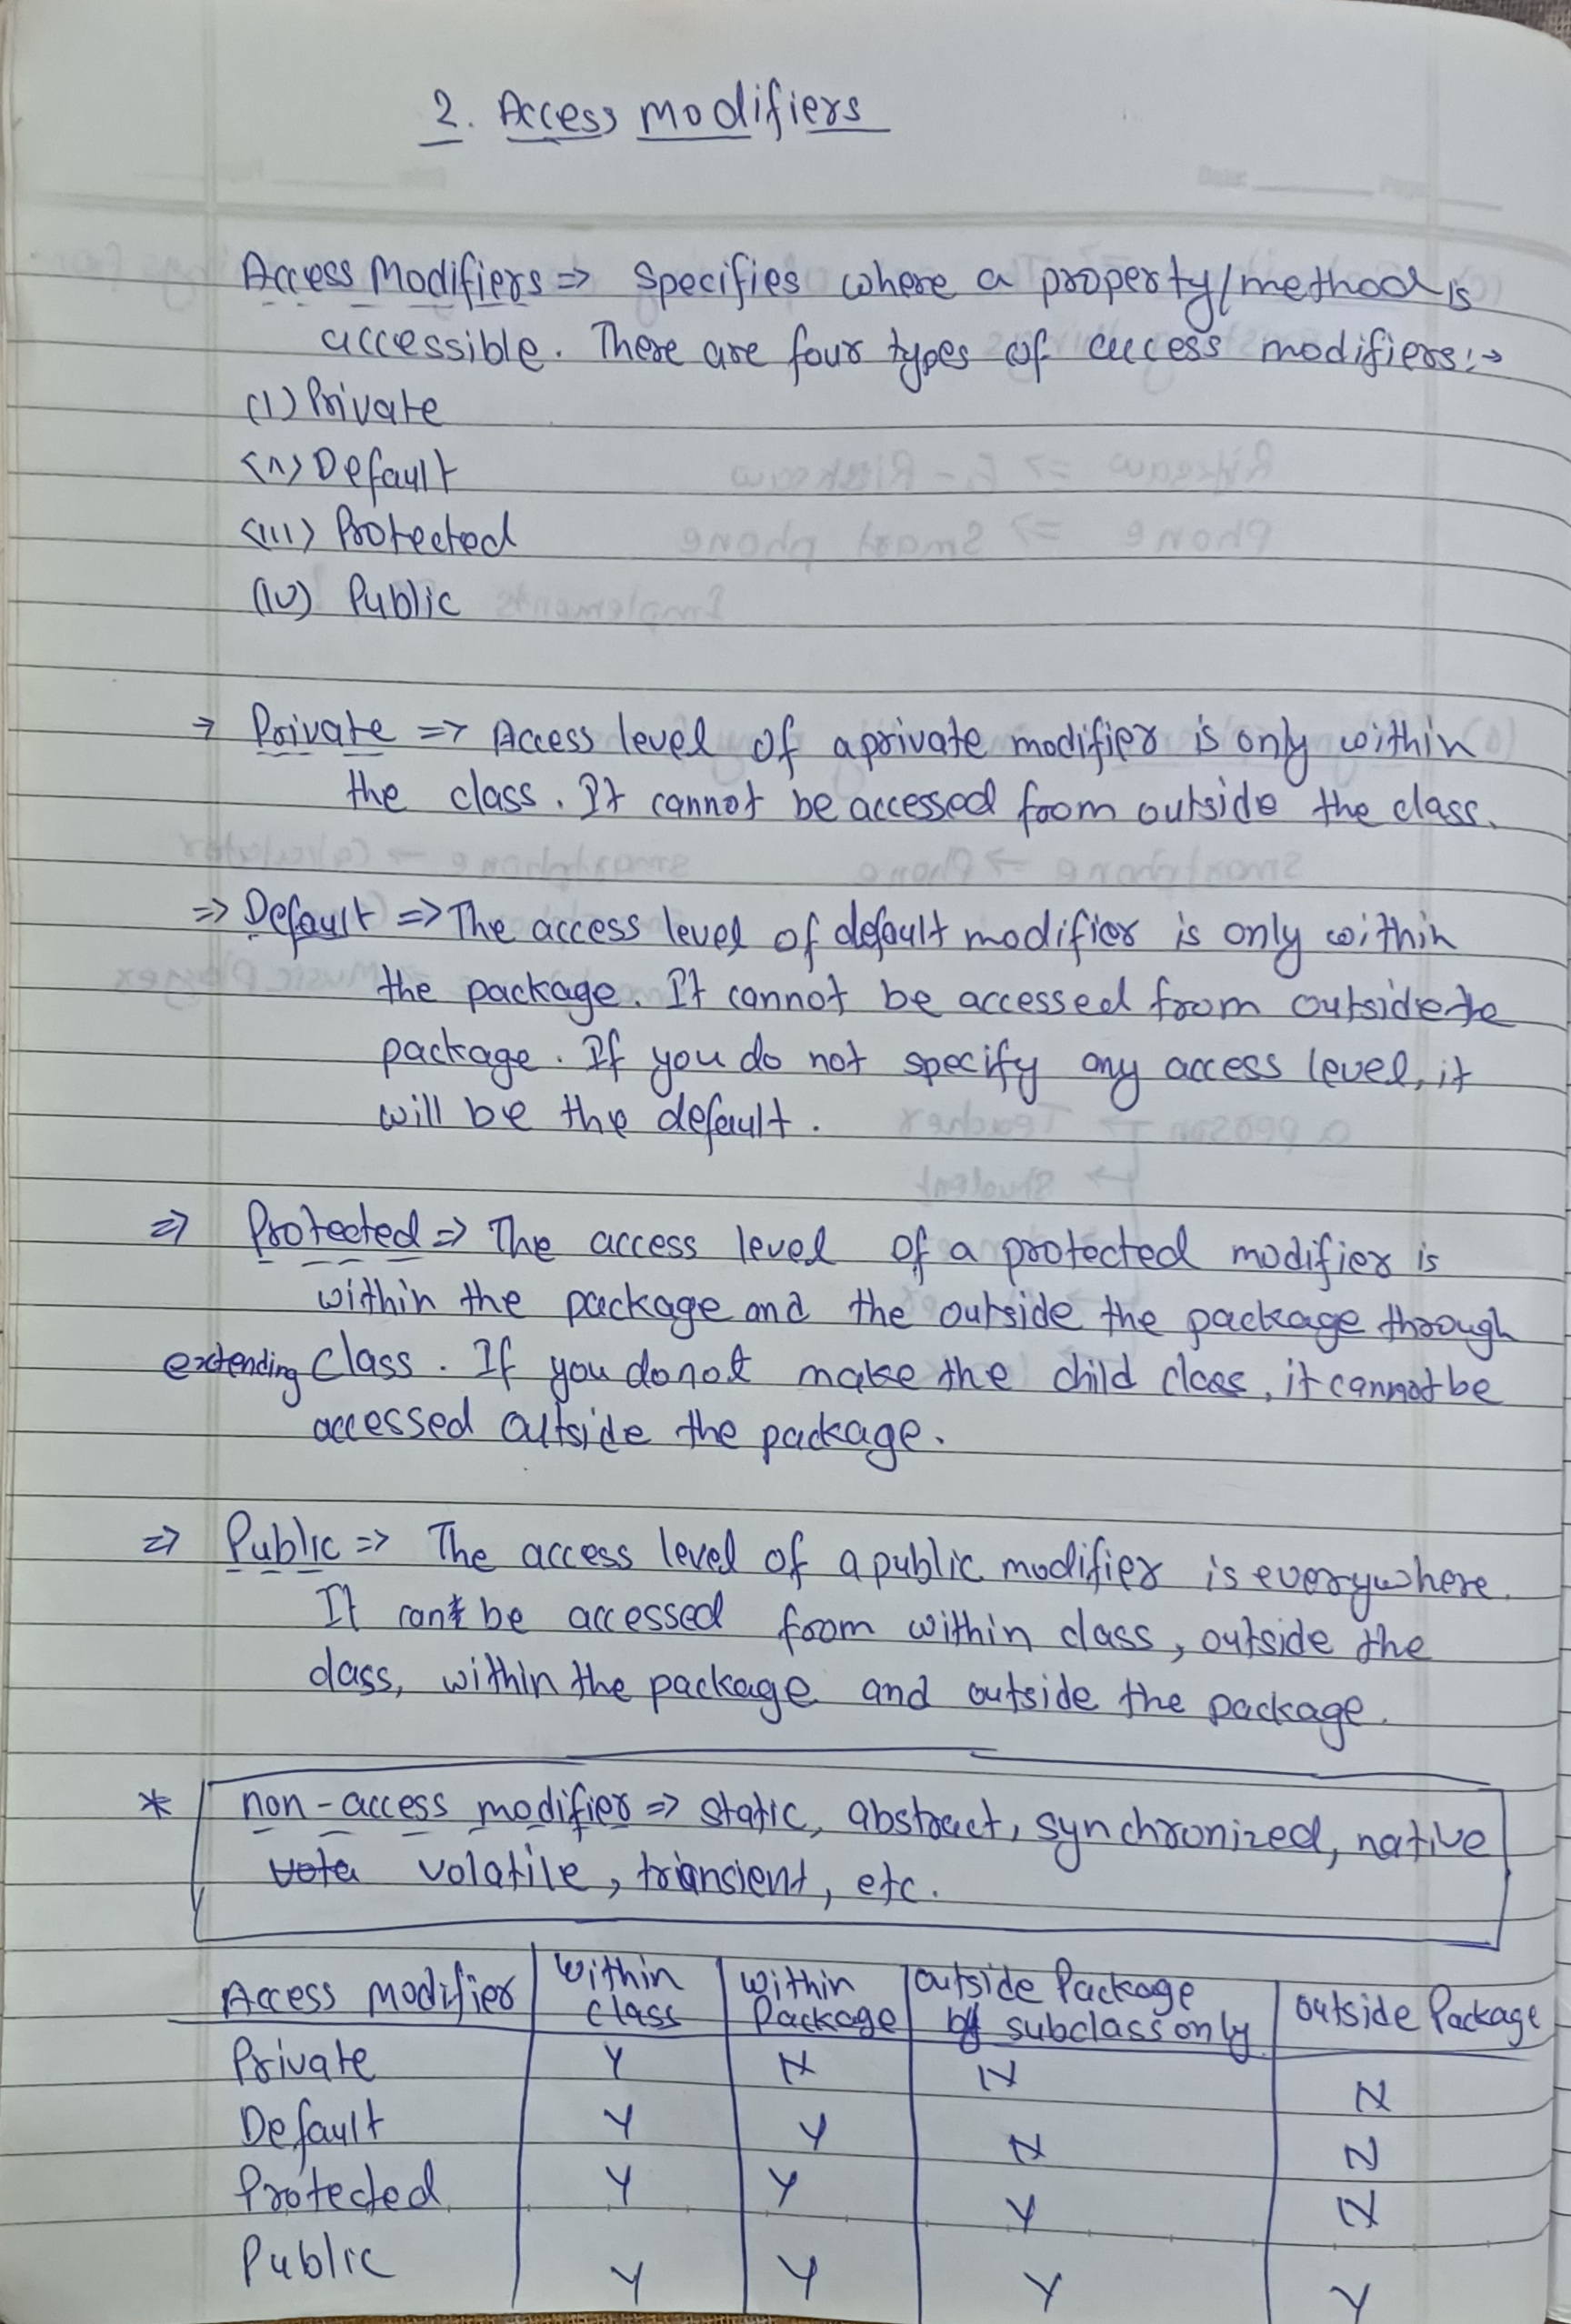 2. Access modifiers
Access Modifiers => Specifies where a property/method is
accessible. There are four types of access modifiers:→
(I) Private
(II) Default
(III) Protected
(IV) Public
→ Private => Access level of a private modifier is only within
the class. It cannot be accessed from outside the class.
=> Default => The access level of default modifier is only within
the package. It cannot be accessed from outside the
package. If you do not specify any access level, it
will be the default.
=> Protected => The access level of a protected modifier is
within the package and the outside the package through
extending class. If you do not make the child class, it cannot be
accessed outside the package.
=> Public => The access level of a public modifier is everywhere.
It can be accessed from within class, outside the
class, within the package and outside the package.
* non-access modifier => static, abstract, synchronized, native
volatile, transient, etc.
Access modifier | within class | within Package | outside Package by subclass only | outside Package
Private Y N N N
Default Y Y N N
Protected Y Y Y N
Public Y Y Y Y